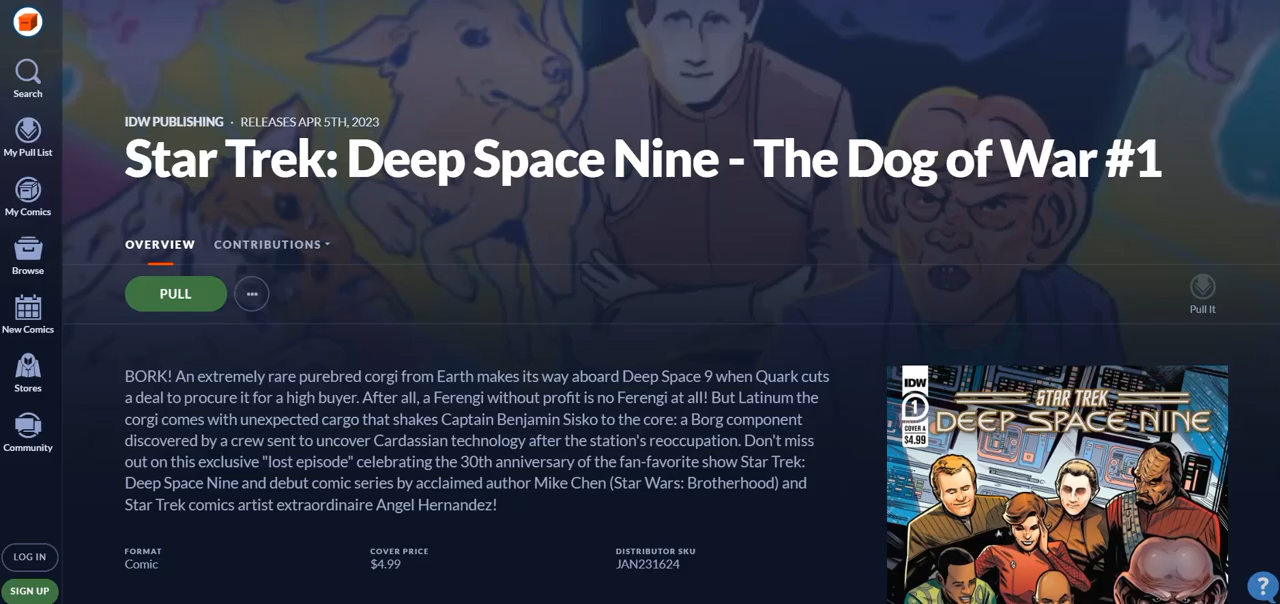 Search
My Pull List
My Comics
Browse
New Comics
Stores
Community
LOG IN
SIGN UP
IDW PUBLISHING · RELEASES APR 5TH, 2023
Star Trek: Deep Space Nine - The Dog of War #1
OVERVIEW CONTRIBUTIONS
PULL ...
Pull It
BORK! An extremely rare purebred corgi from Earth makes its way aboard Deep Space 9 when Quark cuts
a deal to procure it for a high buyer. After all, a Ferengi without profit is no Ferengi at all! But Latinum the
corgi comes with unexpected cargo that shakes Captain Benjamin Sisko to the core: a Borg component
discovered by a crew sent to uncover Cardassian technology after the station's reoccupation. Don't miss
out on this exclusive "lost episode" celebrating the 30th anniversary of the fan-favorite show Star Trek:
Deep Space Nine and debut comic series by acclaimed author Mike Chen (Star Wars: Brotherhood) and
Star Trek comics artist extraordinaire Angel Hernandez!
FORMAT
Comic
COVER PRICE
$4.99
DISTRIBUTOR SKU
JAN231624
IDW
1
COVER A
$4.99
STAR TREK
DEEP SPACE NINE
?